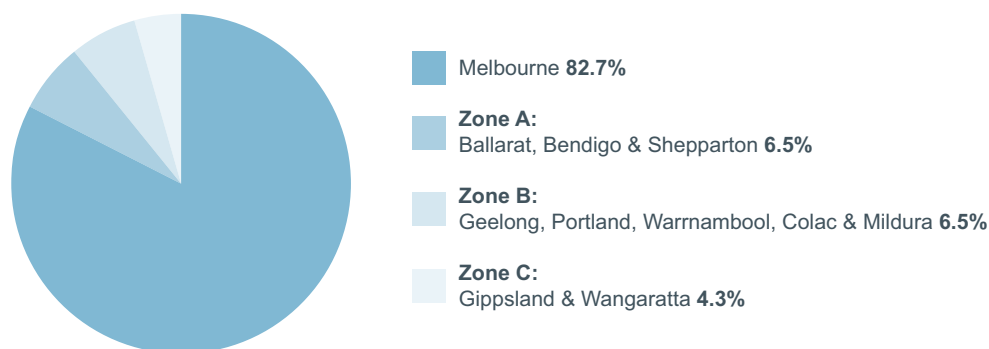 Melbourne 82.7%
Zone A:
Ballarat, Bendigo & Shepparton 6.5%
Zone B:
Geelong, Portland, Warrnambool, Colac & Mildura 6.5%
Zone C:
Gippsland & Wangaratta 4.3%